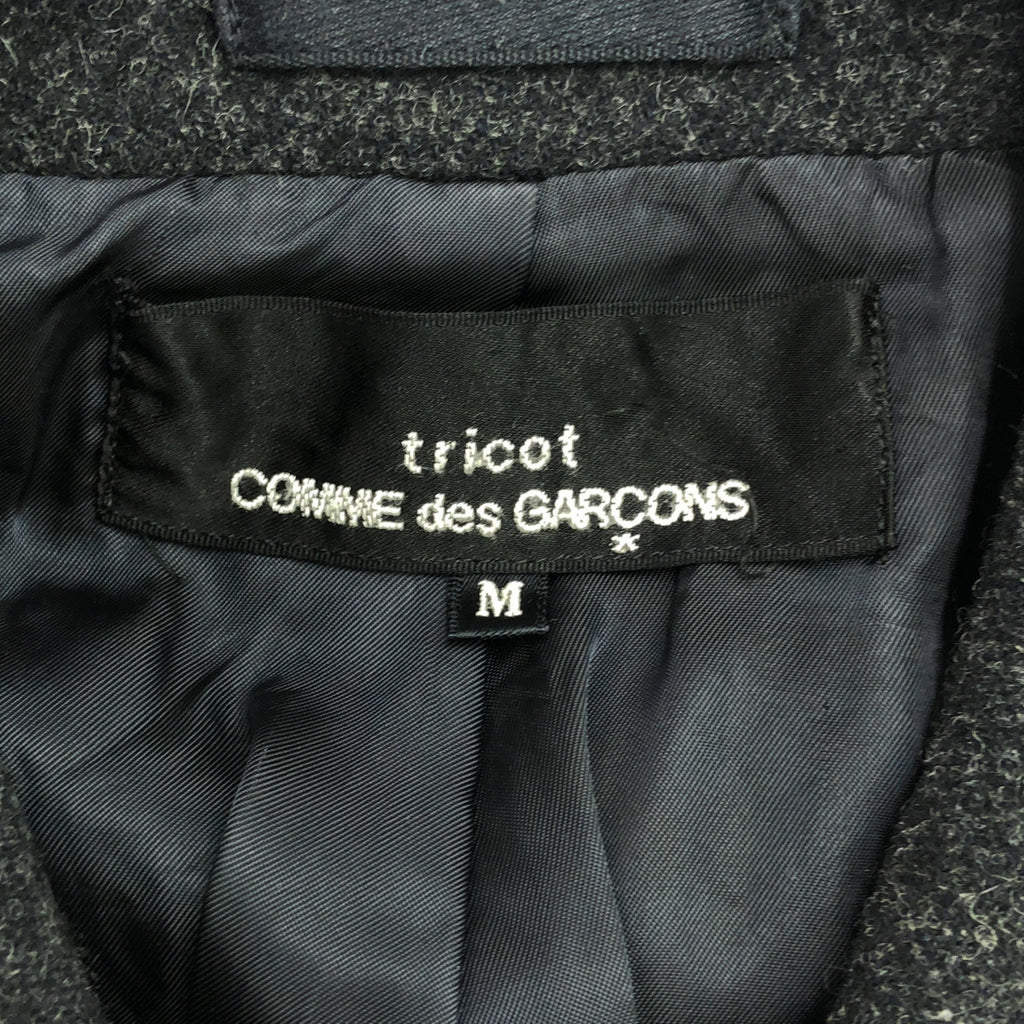 tricot
COMME des GARÇONS
*
M